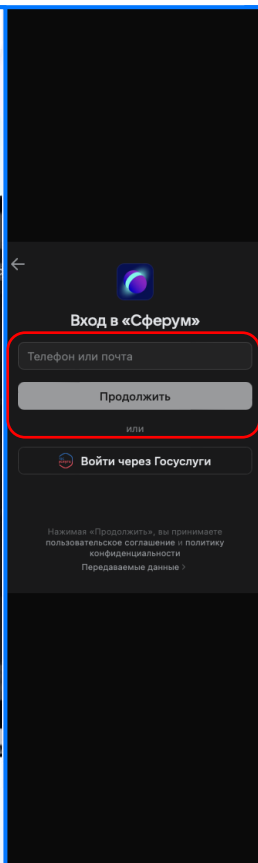 Вход в «Сферум»
Телефон или почта
Продолжить
или
Войти через Госуслуги
Нажимая «Продолжить», вы принимаете
пользовательское соглашение и политику
конфиденциальности
Передаваемые данные >